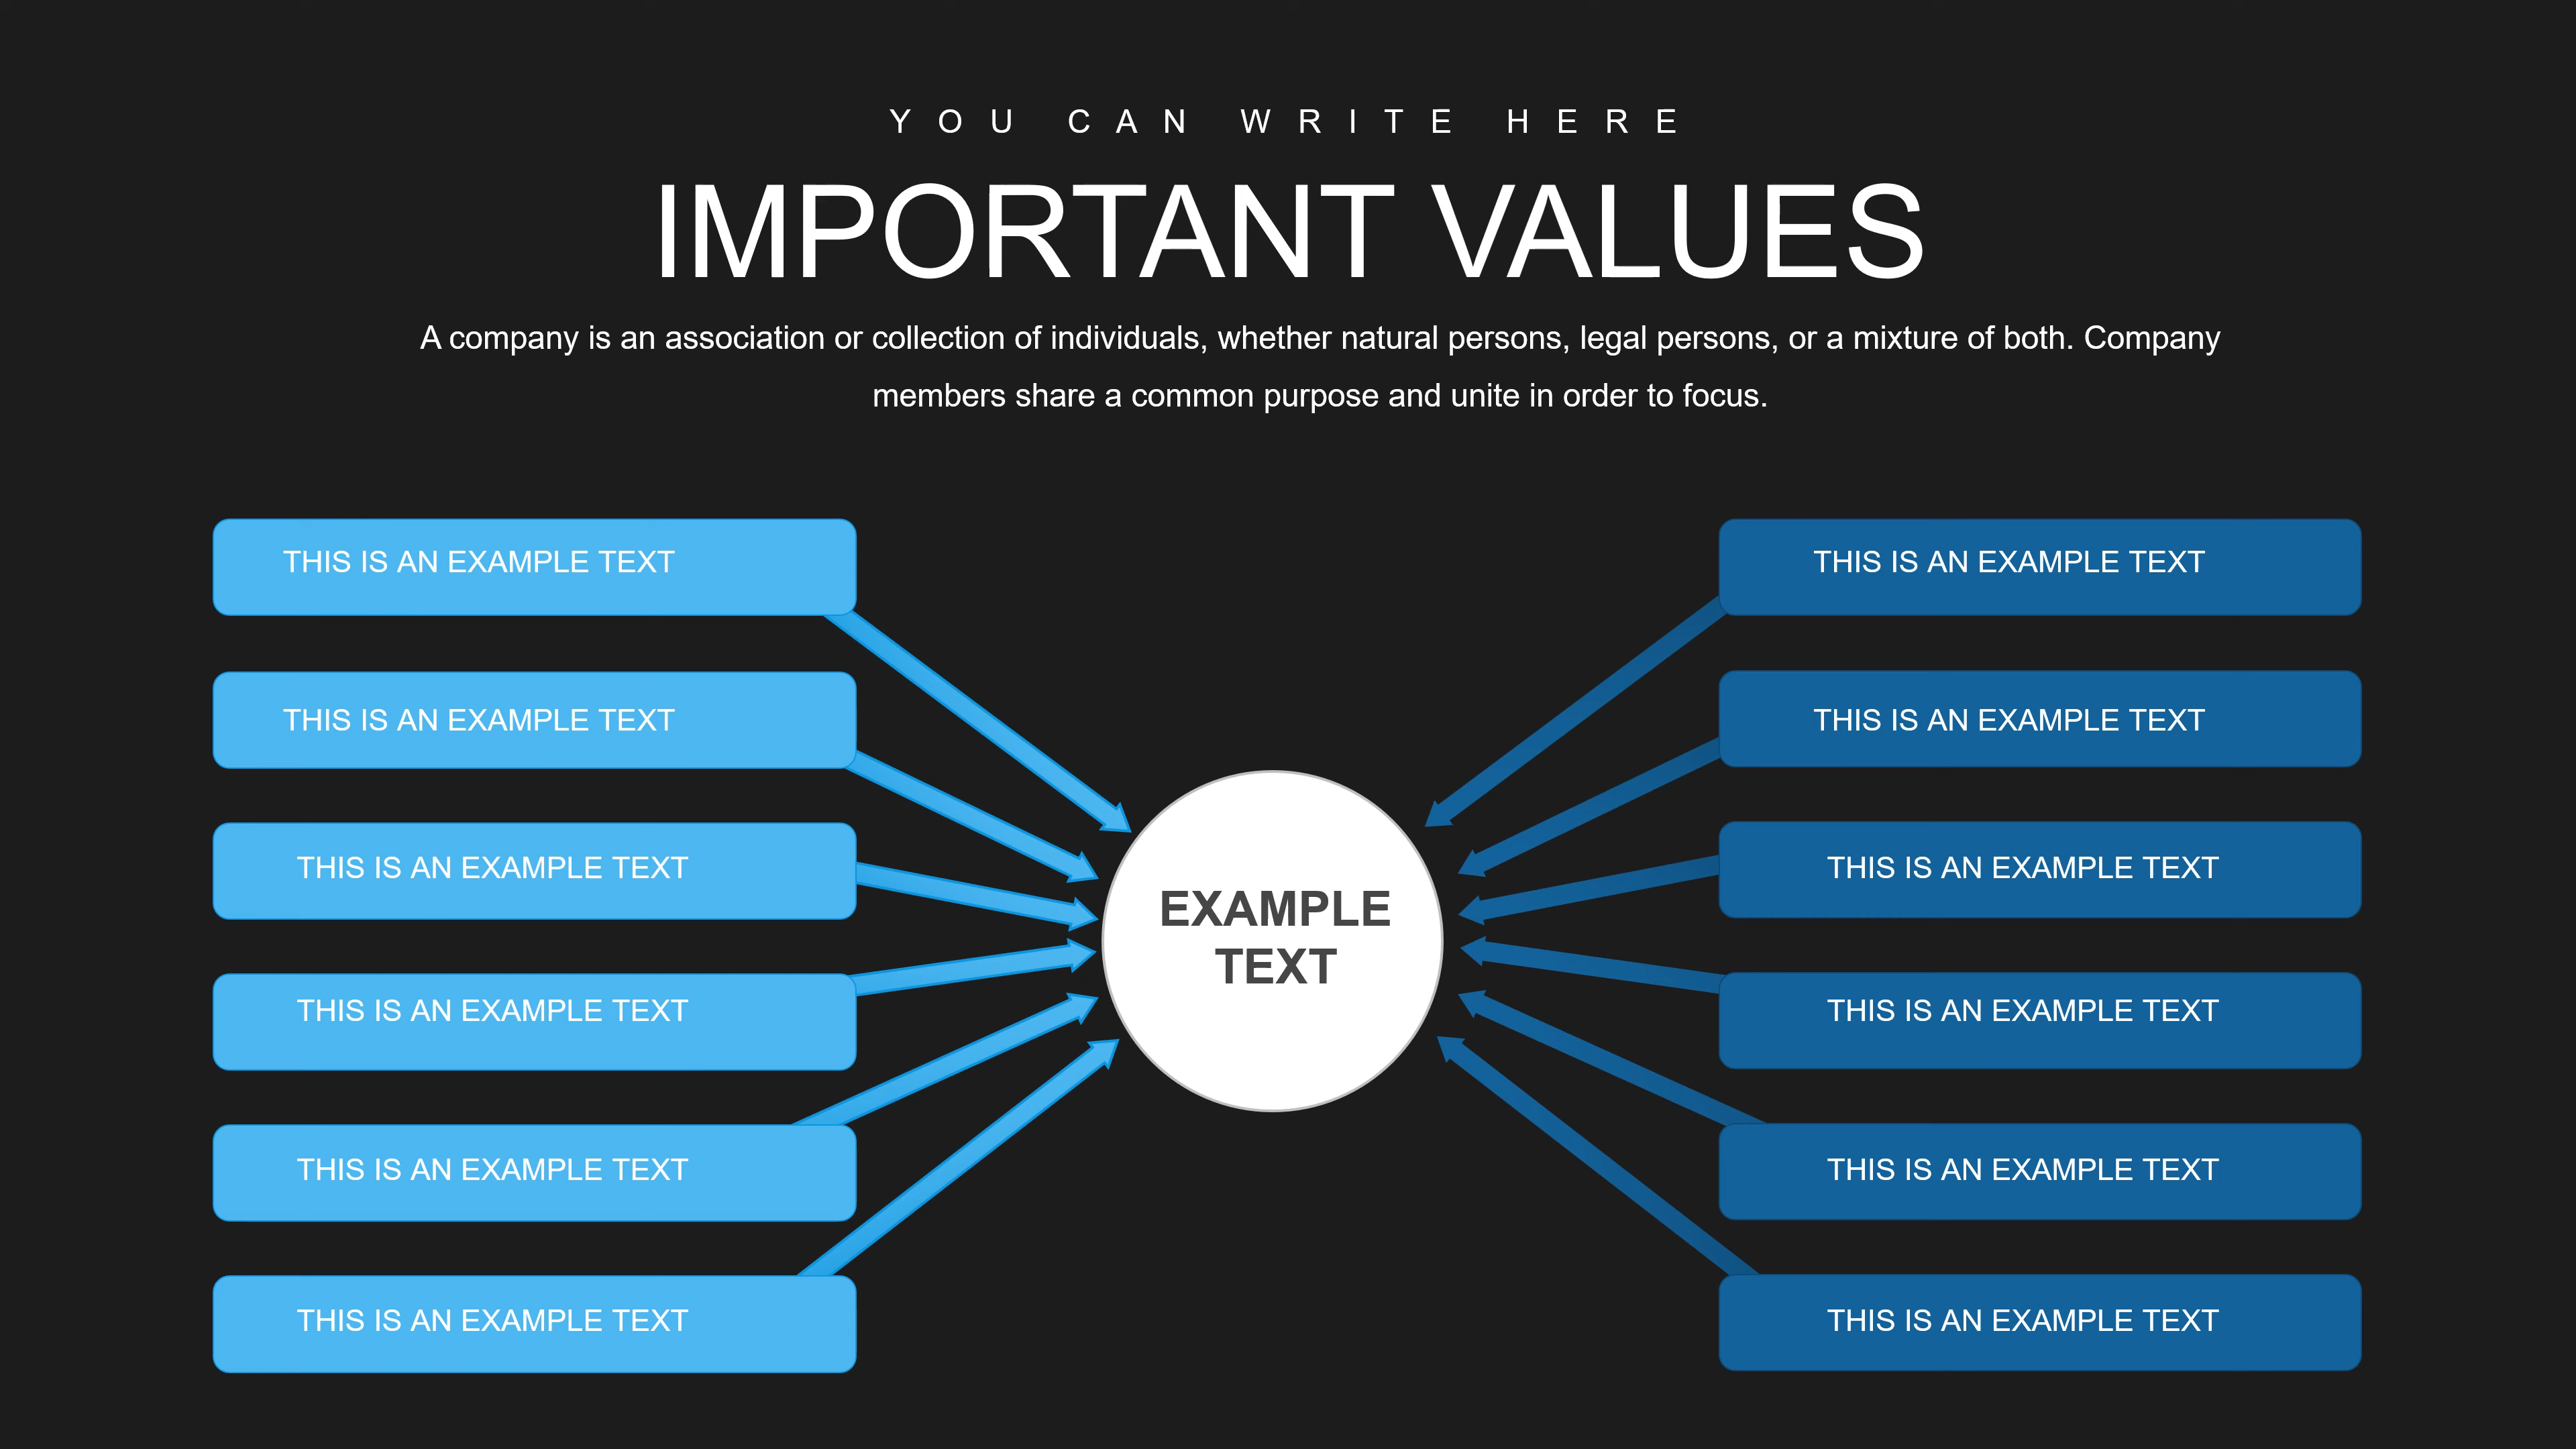 YOU CAN WRITE HERE
IMPORTANT VALUES
A company is an association or collection of individuals, whether natural persons, legal persons, or a mixture of both. Company
members share a common purpose and unite in order to focus.
THIS IS AN EXAMPLE TEXT
THIS IS AN EXAMPLE TEXT
THIS IS AN EXAMPLE TEXT
THIS IS AN EXAMPLE TEXT
THIS IS AN EXAMPLE TEXT
THIS IS AN EXAMPLE TEXT
EXAMPLE
TEXT
THIS IS AN EXAMPLE TEXT
THIS IS AN EXAMPLE TEXT
THIS IS AN EXAMPLE TEXT
THIS IS AN EXAMPLE TEXT
THIS IS AN EXAMPLE TEXT
THIS IS AN EXAMPLE TEXT